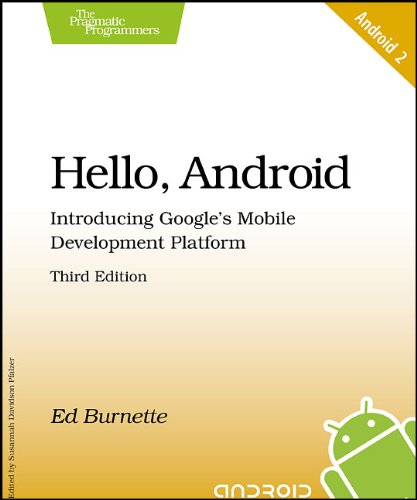 The
Pragmatic
Programmers
Android 2
Hello, Android
Introducing Google's Mobile
Development Platform
Third Edition
Edited by Susannah Davidson Pfalzer
Ed Burnette
ANDROID